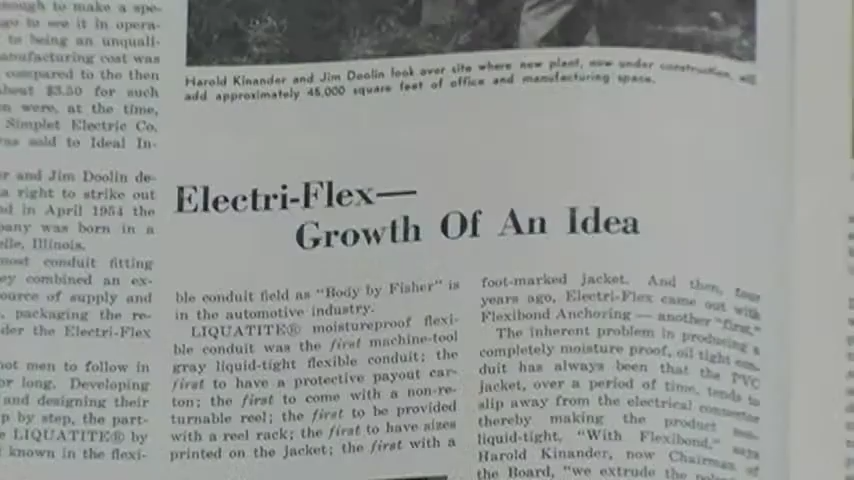 Harold Kinander and Jim Doolin look over site where new plant, now under construction, will
add approximately 45,000 square feet of office and manufacturing space.
Electri-Flex—
Growth Of An Idea
enough to make a spe-
to see it in opera-
to being an unquali-
manufacturing cost was
compared to the then
about $3.50 for such
n were, at the time,
Simplet Electric Co.
was sold to Ideal In-
r and Jim Doolin de-
a right to strike out
nd in April 1954 the
pany was born in a
elle, Illinois.
most conduit fitting
ey combined an ex-
ource of supply and
, packaging the re-
der the Electri-Flex
not men to follow in
or long. Developing
and designing their
p by step, the part-
e LIQUATITE® by
known in the flexi-
ble conduit field as "Body by Fisher" is
in the automotive industry.
LIQUATITE® moistureproof flexi-
ble conduit was the first machine-tool
gray liquid-tight flexible conduit; the
first to have a protective payout car-
ton; the first to come with a non-re-
turnable reel; the first to be provided
with a reel rack; the first to have sizes
printed on the jacket; the first with a
foot-marked jacket. And then, four
years ago, Electri-Flex came out with
Flexibond Anchoring — another "first."
The inherent problem in producing a
completely moisture proof, oil tight con-
duit has always been that the PVC
jacket, over a period of time, tends to
slip away from the electrical connector
thereby making the product non-
liquid-tight. "With Flexibond," says
Harold Kinander, now Chairman of
the Board, "we extrude the